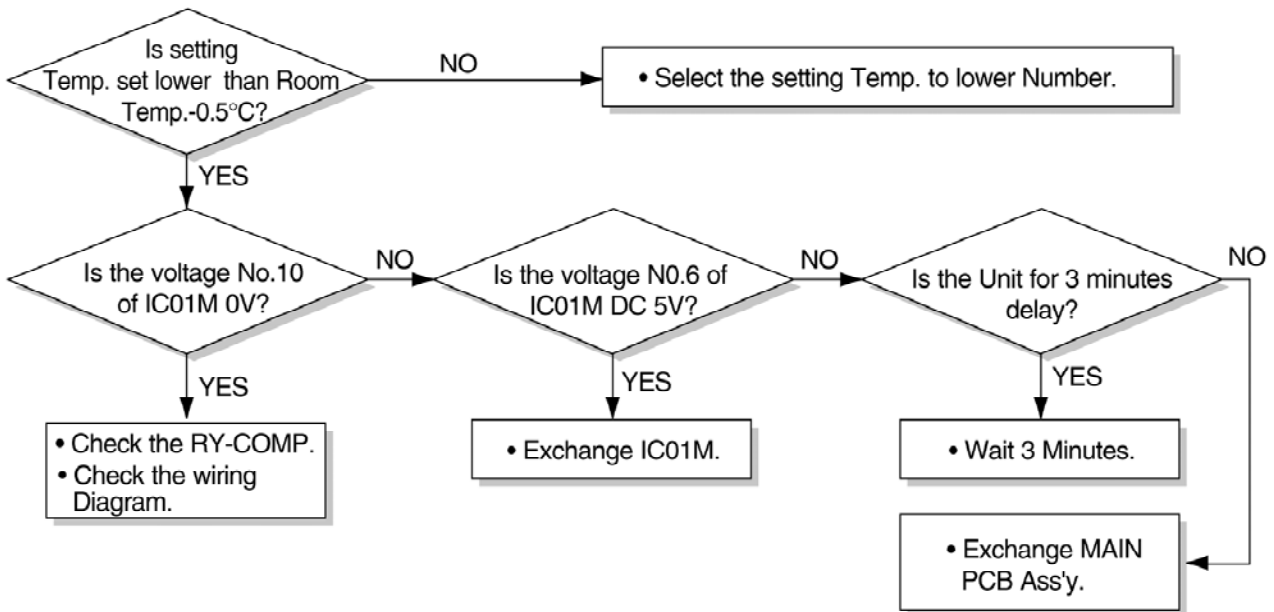 Is setting
Temp. set lower than Room
Temp.-0.5°C?
NO
• Select the setting Temp. to lower Number.
YES
Is the voltage No.10
of IC01M 0V?
NO
Is the voltage N0.6 of
IC01M DC 5V?
NO
Is the Unit for 3 minutes
delay?
NO
YES
• Check the RY-COMP.
• Check the wiring
Diagram.
YES
• Exchange IC01M.
YES
• Wait 3 Minutes.
• Exchange MAIN
PCB Ass'y.